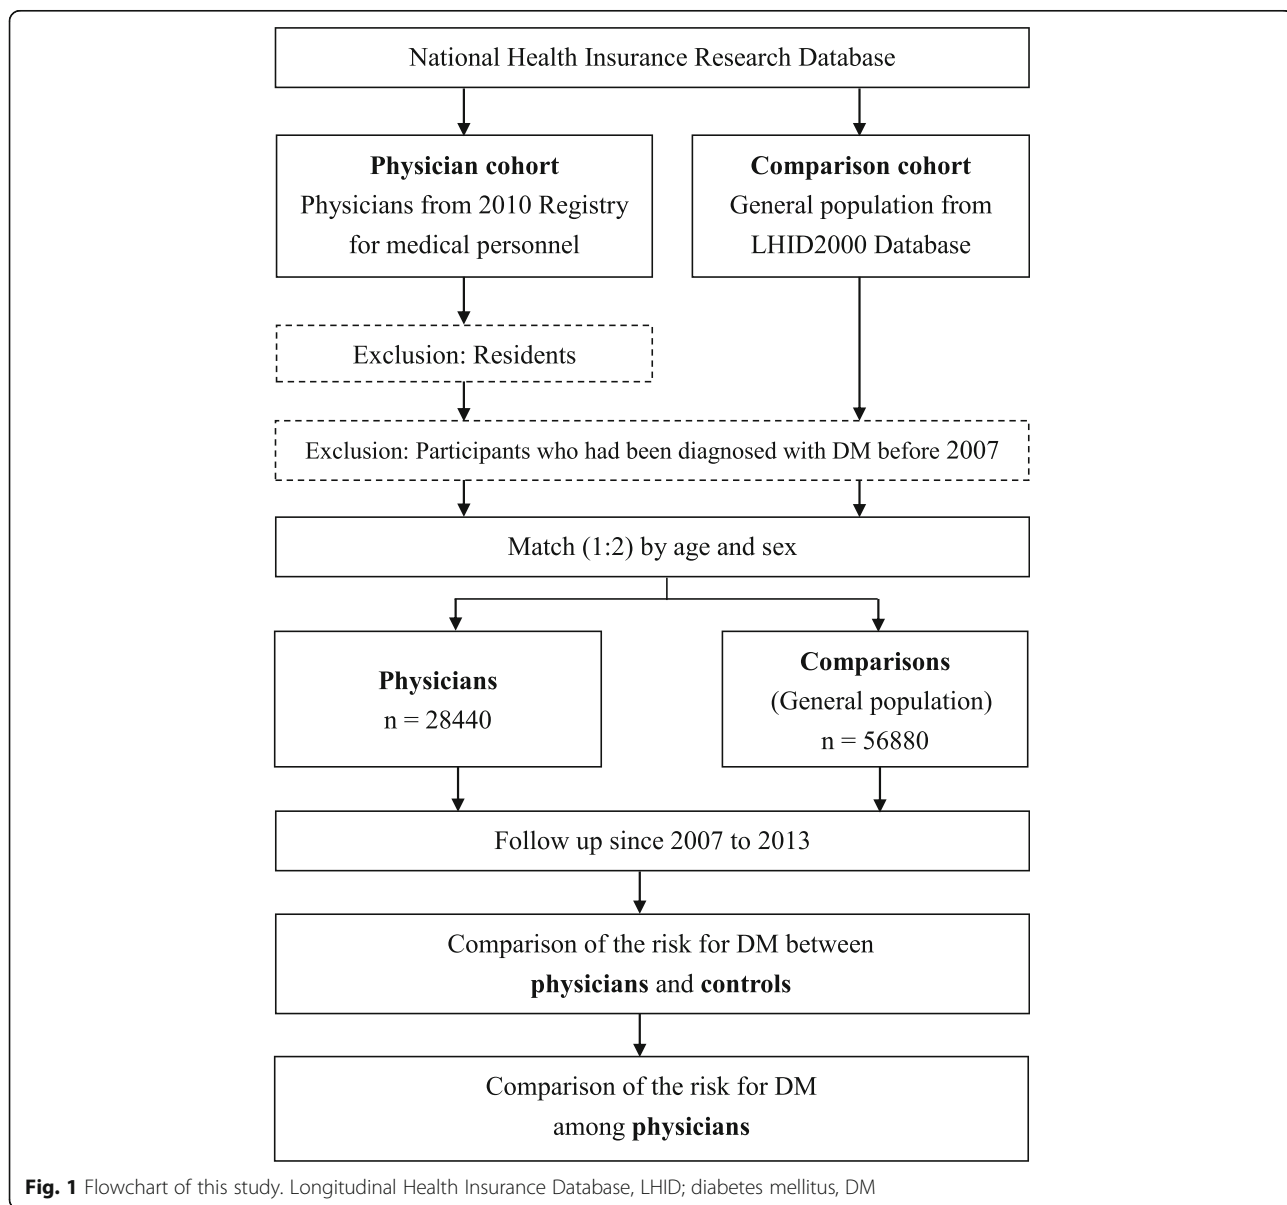 National Health Insurance Research Database
Physician cohort
Physicians from 2010 Registry
for medical personnel
Comparison cohort
General population from
LHID2000 Database
Exclusion: Residents
Exclusion: Participants who had been diagnosed with DM before 2007
Match (1:2) by age and sex
Physicians
n = 28440
Comparisons
(General population)
n = 56880
Follow up since 2007 to 2013
Comparison of the risk for DM between
physicians and controls
Comparison of the risk for DM
among physicians
Fig. 1 Flowchart of this study. Longitudinal Health Insurance Database, LHID; diabetes mellitus, DM